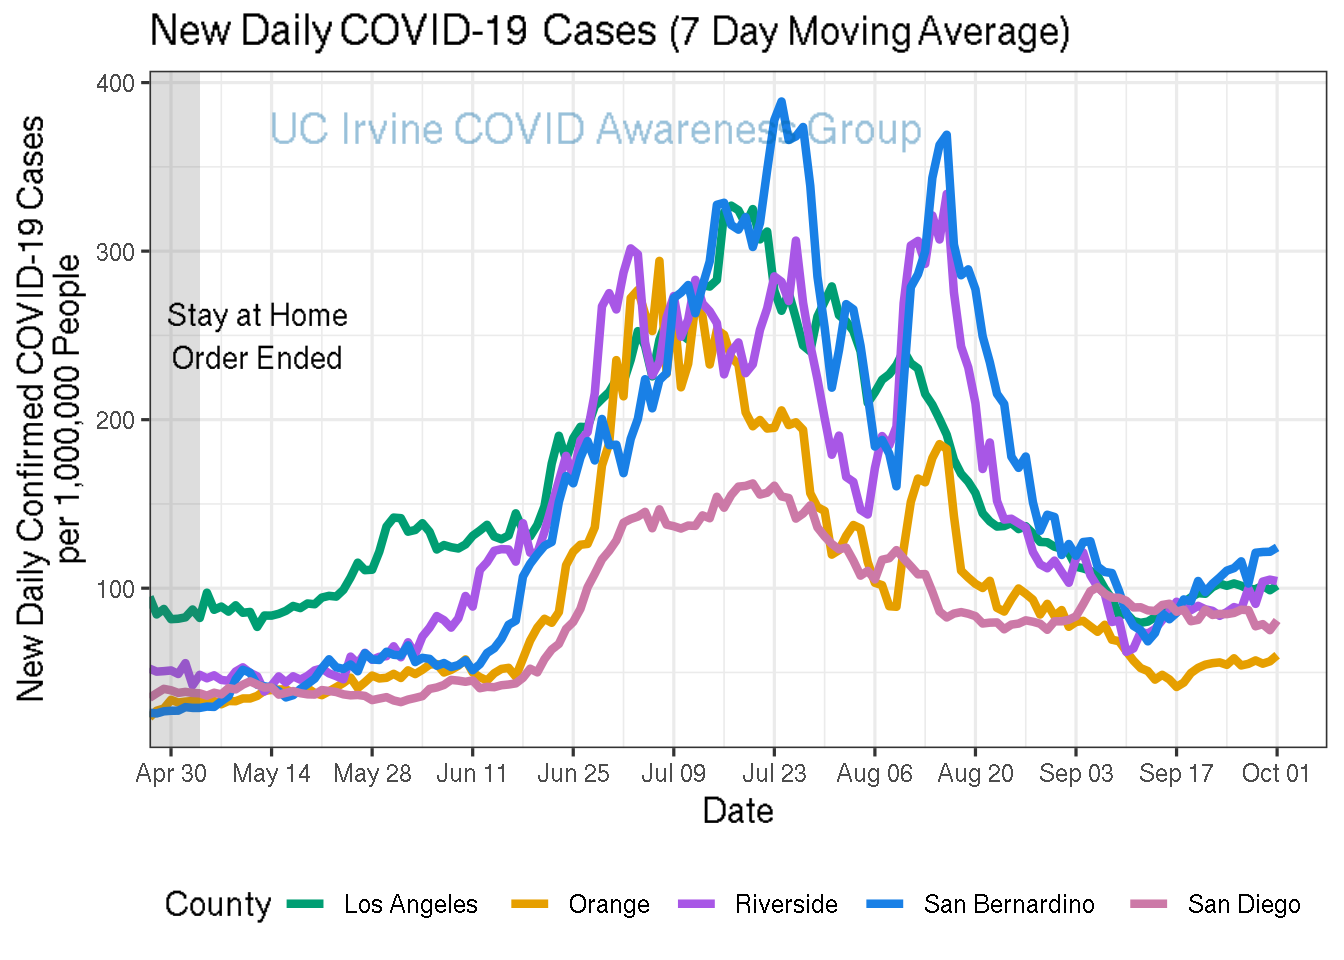 New Daily COVID-19 Cases (7 Day Moving Average)
New Daily Confirmed COVID-19 Cases
per 1,000,000 People
400
300
200
100
UC Irvine COVID Awareness Group
Stay at Home
Order Ended
Apr 30 May 14 May 28 Jun 11 Jun 25 Jul 09 Jul 23 Aug 06 Aug 20 Sep 03 Sep 17 Oct 01
Date
County Los Angeles Orange Riverside San Bernardino San Diego